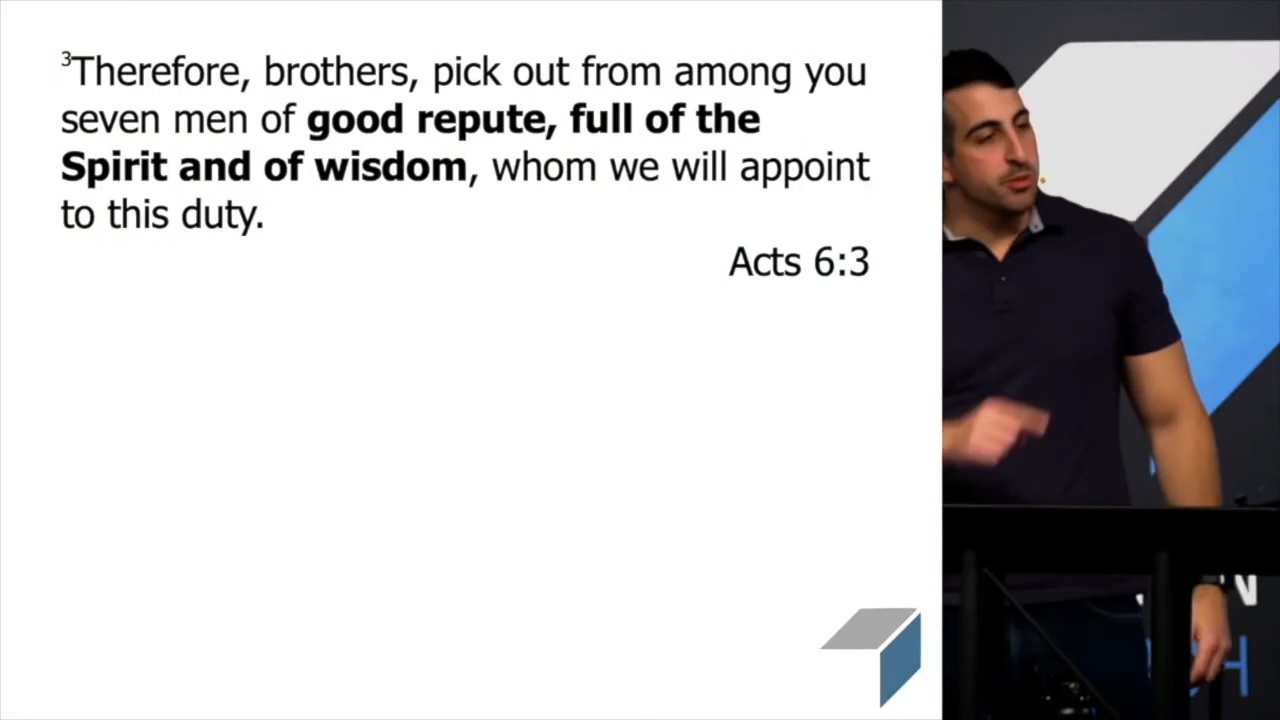 ³Therefore, brothers, pick out from among you
seven men of good repute, full of the
Spirit and of wisdom, whom we will appoint
to this duty.
Acts 6:3
N
H